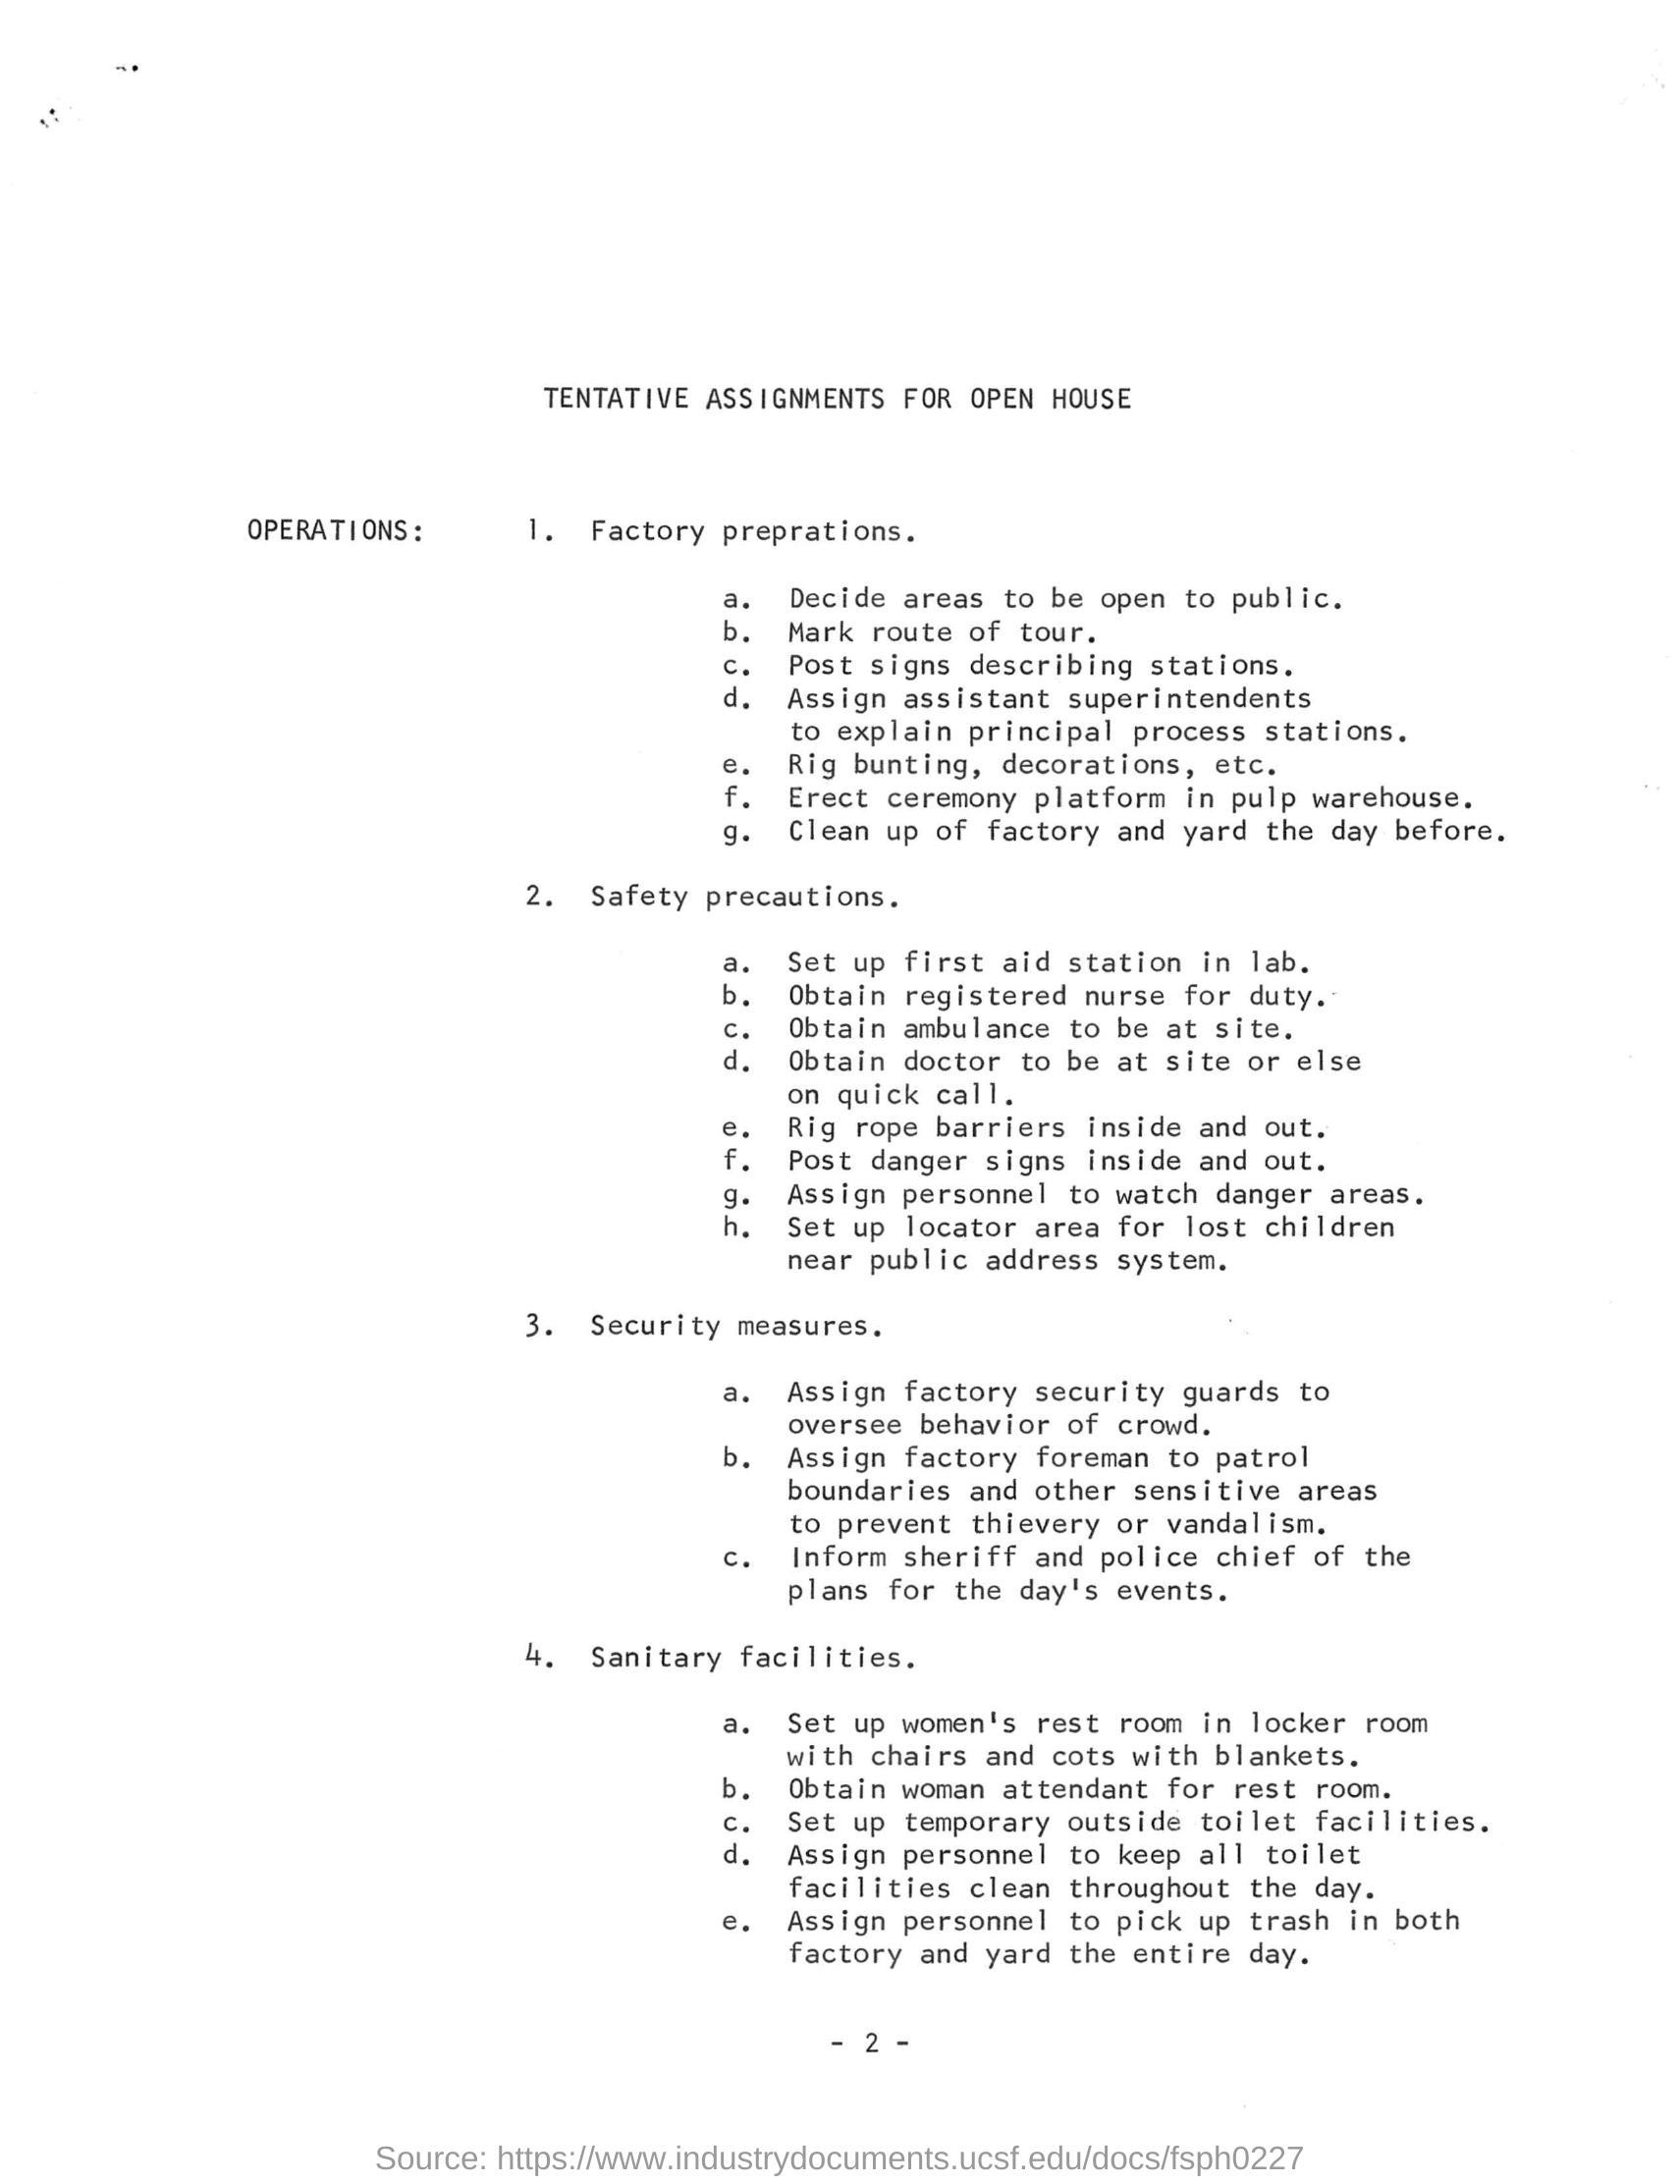 TENTATIVE ASSIGNMENTS FOR OPEN HOUSE
OPERATIONS: 1. Factory preprations.
a. Decide areas to be open to public.
b. Mark route of tour.
c. Post signs describing stations.
d. Assign assistant superintendents
to explain principal process stations.
e. Rig bunting, decorations, etc.
f. Erect ceremony platform in pulp warehouse.
g. Clean up of factory and yard the day before.
2. Safety precautions.
a. Set up first aid station in lab.
b. Obtain registered nurse for duty.
c. Obtain ambulance to be at site.
d. Obtain doctor to be at site or else
on quick call.
e. Rig rope barriers inside and out.
f. Post danger signs inside and out.
g. Assign personnel to watch danger areas.
h. Set up locator area for lost children
near public address system.
3. Security measures.
a. Assign factory security guards to
oversee behavior of crowd.
b. Assign factory foreman to patrol
boundaries and other sensitive areas
to prevent thievery or vandalism.
c. Inform sheriff and police chief of the
plans for the day's events.
4. Sanitary facilities.
a. Set up women's rest room in locker room
with chairs and cots with blankets.
b. Obtain woman attendant for rest room.
c. Set up temporary outside toilet facilities.
d. Assign personnel to keep all toilet
facilities clean throughout the day.
e. Assign personnel to pick up trash in both
factory and yard the entire day.
- 2 -
Source: https://www.industrydocuments.ucsf.edu/docs/fsph0227